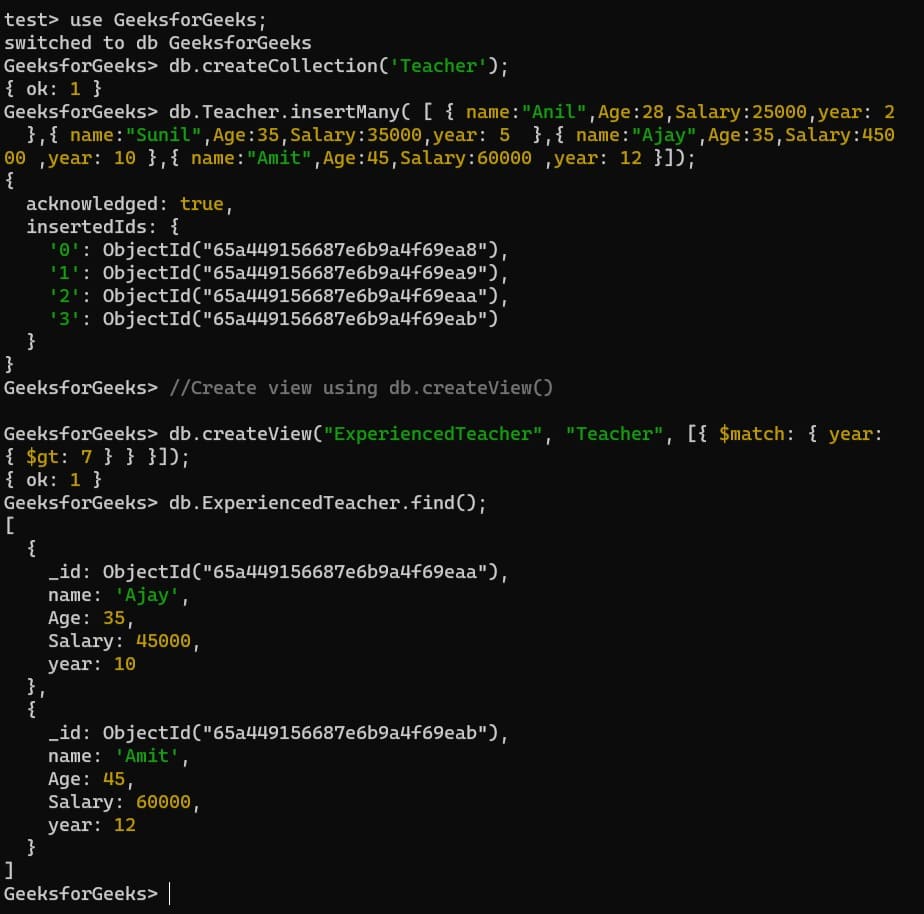 test> use GeeksforGeeks;
switched to db GeeksforGeeks
GeeksforGeeks> db.createCollection('Teacher');
{ ok: 1 }
GeeksforGeeks> db.Teacher.insertMany( [ { name:"Anil",Age:28,Salary:25000,year: 2
  },{ name:"Sunil",Age:35,Salary:35000,year: 5  },{ name:"Ajay",Age:35,Salary:450
00 ,year: 10 },{ name:"Amit",Age:45,Salary:60000 ,year: 12 }]);
{
  acknowledged: true,
  insertedIds: {
    '0': ObjectId("65a449156687e6b9a4f69ea8"),
    '1': ObjectId("65a449156687e6b9a4f69ea9"),
    '2': ObjectId("65a449156687e6b9a4f69eaa"),
    '3': ObjectId("65a449156687e6b9a4f69eab")
  }
}
GeeksforGeeks> //Create view using db.createView()

GeeksforGeeks> db.createView("ExperiencedTeacher", "Teacher", [{ $match: { year:
{ $gt: 7 } } }]);
{ ok: 1 }
GeeksforGeeks> db.ExperiencedTeacher.find();
[
  {
    _id: ObjectId("65a449156687e6b9a4f69eaa"),
    name: 'Ajay',
    Age: 35,
    Salary: 45000,
    year: 10
  },
  {
    _id: ObjectId("65a449156687e6b9a4f69eab"),
    name: 'Amit',
    Age: 45,
    Salary: 60000,
    year: 12
  }
]
GeeksforGeeks>